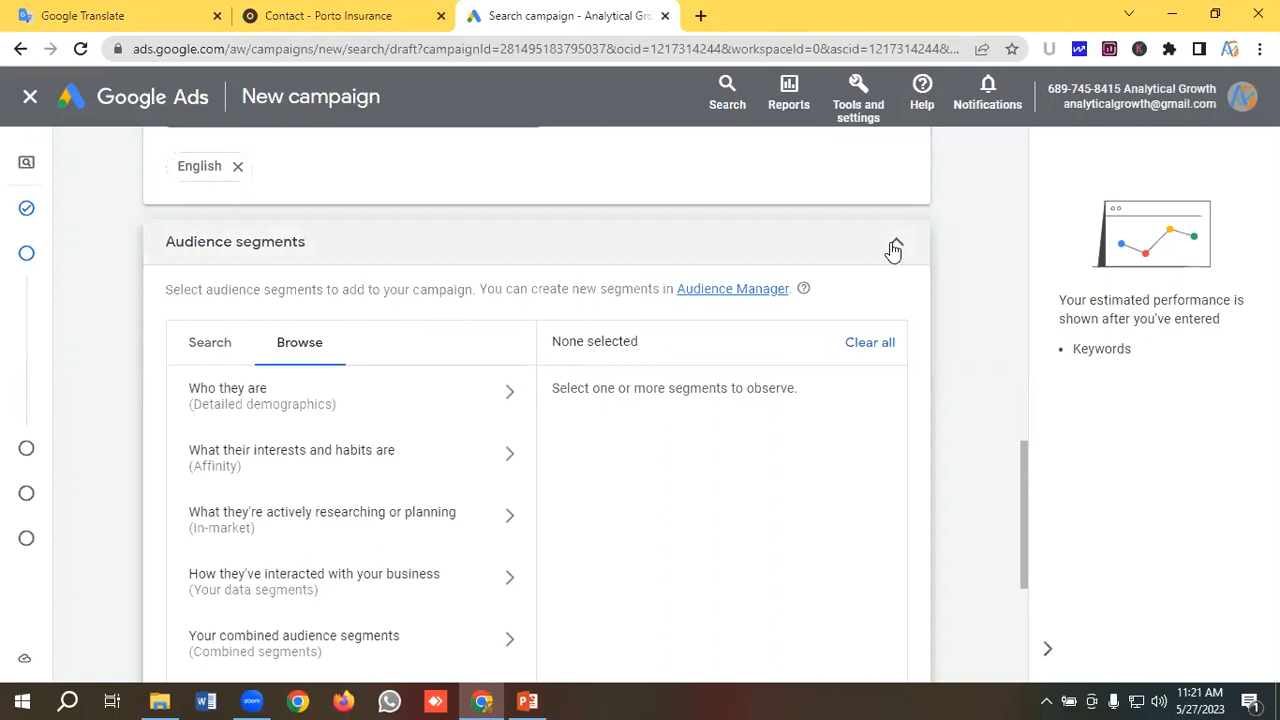 Google Translate
Contact - Porto Insurance
Search campaign - Analytical Gro
ads.google.com/aw/campaigns/new/search/draft?campaignId=281495183795037&ocid=1217314244&workspaceId=0&ascid=1217314244&...
Google Ads
New campaign
Search
Reports
Tools and
settings
Help
Notifications
689-745-8415 Analytical Growth
analyticalgrowth@gmail.com
English
Audience segments
Select audience segments to add to your campaign. You can create new segments in Audience Manager.
Search
Browse
None selected
Clear all
Who they are
(Detailed demographics)
Select one or more segments to observe.
What their interests and habits are
(Affinity)
What they're actively researching or planning
(In-market)
How they've interacted with your business
(Your data segments)
Your combined audience segments
(Combined segments)
Your estimated performance is
shown after you've entered
• Keywords
11:21 AM
5/27/2023